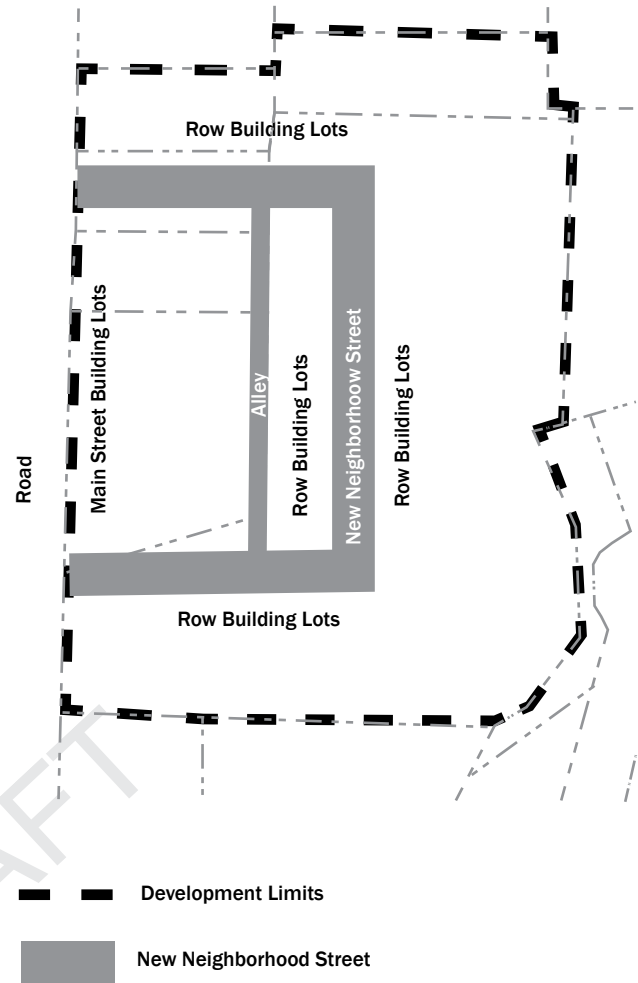 Row Building Lots
Road
Main Street Building Lots
Alley
Row Building Lots
New Neighborhoow Street
Row Building Lots
Row Building Lots
AFT
Development Limits
New Neighborhood Street